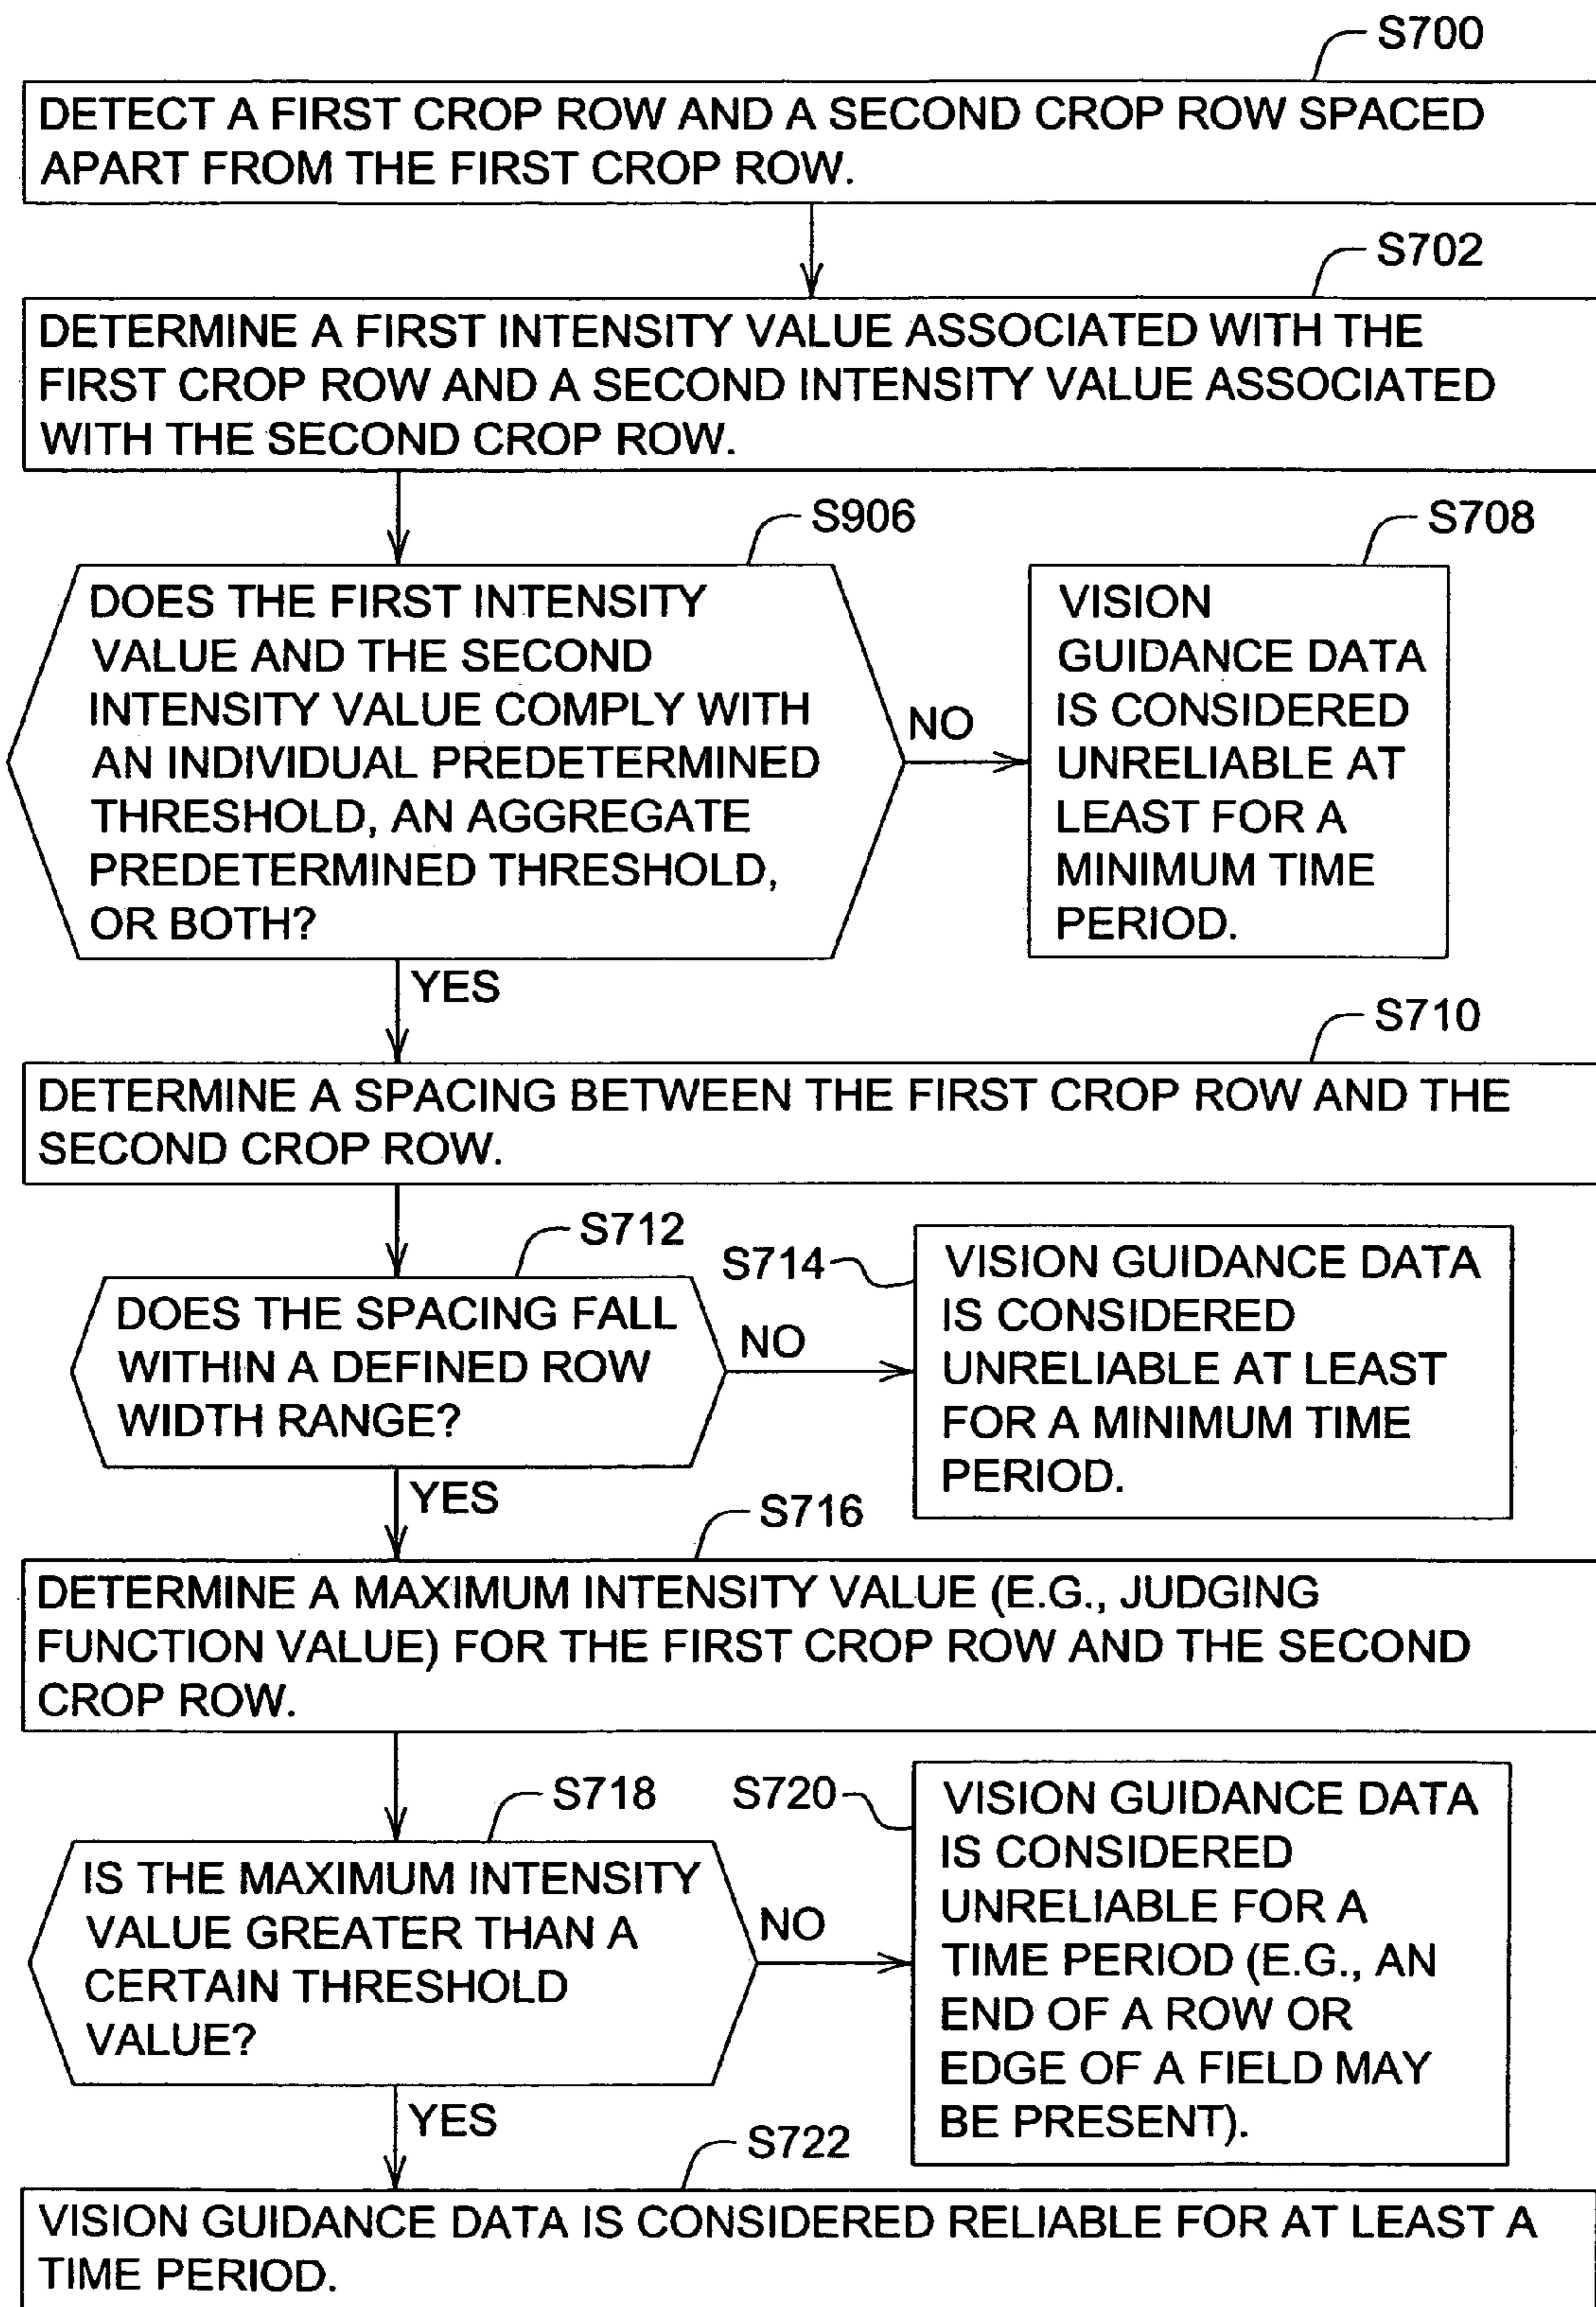 S700
DETECT A FIRST CROP ROW AND A SECOND CROP ROW SPACED
APART FROM THE FIRST CROP ROW.
S702
DETERMINE A FIRST INTENSITY VALUE ASSOCIATED WITH THE
FIRST CROP ROW AND A SECOND INTENSITY VALUE ASSOCIATED
WITH THE SECOND CROP ROW.
S906
DOES THE FIRST INTENSITY
VALUE AND THE SECOND
INTENSITY VALUE COMPLY WITH
AN INDIVIDUAL PREDETERMINED
THRESHOLD, AN AGGREGATE
PREDETERMINED THRESHOLD,
OR BOTH?
NO
S708
VISION
GUIDANCE DATA
IS CONSIDERED
UNRELIABLE AT
LEAST FOR A
MINIMUM TIME
PERIOD.
YES
S710
DETERMINE A SPACING BETWEEN THE FIRST CROP ROW AND THE
SECOND CROP ROW.
S712
DOES THE SPACING FALL
WITHIN A DEFINED ROW
WIDTH RANGE?
NO
S714
VISION GUIDANCE DATA
IS CONSIDERED
UNRELIABLE AT LEAST
FOR A MINIMUM TIME
PERIOD.
YES
S716
DETERMINE A MAXIMUM INTENSITY VALUE (E.G., JUDGING
FUNCTION VALUE) FOR THE FIRST CROP ROW AND THE SECOND
CROP ROW.
S718
IS THE MAXIMUM INTENSITY
VALUE GREATER THAN A
CERTAIN THRESHOLD
VALUE?
NO
S720
VISION GUIDANCE DATA
IS CONSIDERED
UNRELIABLE FOR A
TIME PERIOD (E.G., AN
END OF A ROW OR
EDGE OF A FIELD MAY
BE PRESENT).
YES
S722
VISION GUIDANCE DATA IS CONSIDERED RELIABLE FOR AT LEAST A
TIME PERIOD.